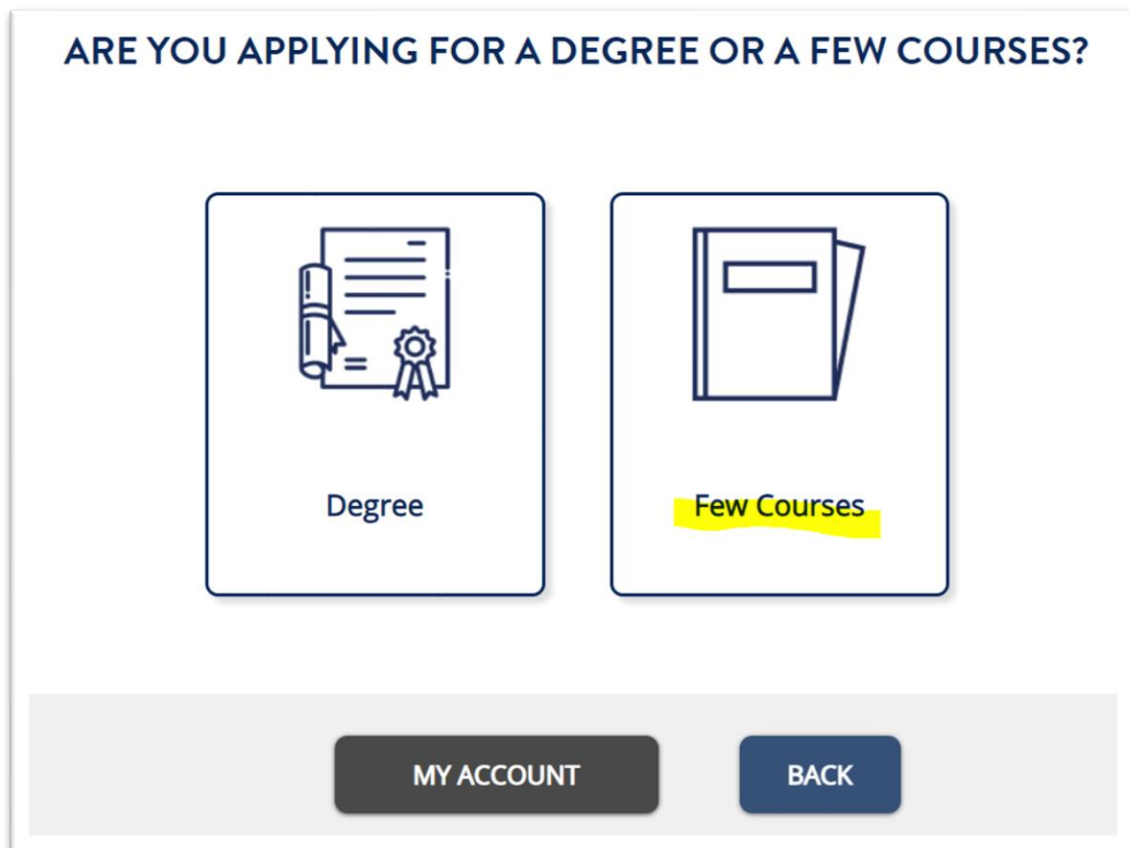 ARE YOU APPLYING FOR A DEGREE OR A FEW COURSES?
Degree
Few Courses
MY ACCOUNT
BACK